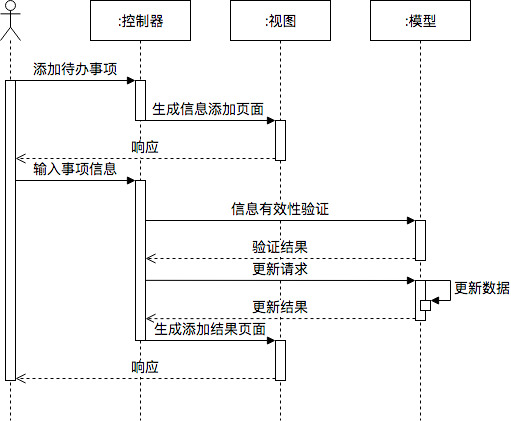 :控制器
:视图
:模型
添加待办事项
生成信息添加页面
响应
输入事项信息
信息有效性验证
验证结果
更新请求
更新数据
更新结果
生成添加结果页面
响应